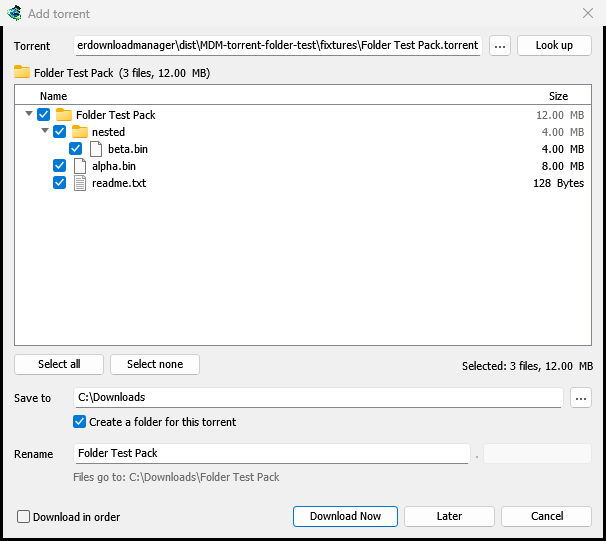 Add torrent
Torrent erdownloadmanager\dist\MDM-torrent-folder-test\fixtures\Folder Test Pack.torrent ... Look up
Folder Test Pack (3 files, 12.00 MB)
Name Size
Folder Test Pack 12.00 MB
nested 4.00 MB
beta.bin 4.00 MB
alpha.bin 8.00 MB
readme.txt 128 Bytes
Select all Select none Selected: 3 files, 12.00 MB
Save to C:\Downloads ...
Create a folder for this torrent
Rename Folder Test Pack .
Files go to: C:\Downloads\Folder Test Pack
Download in order Download Now Later Cancel